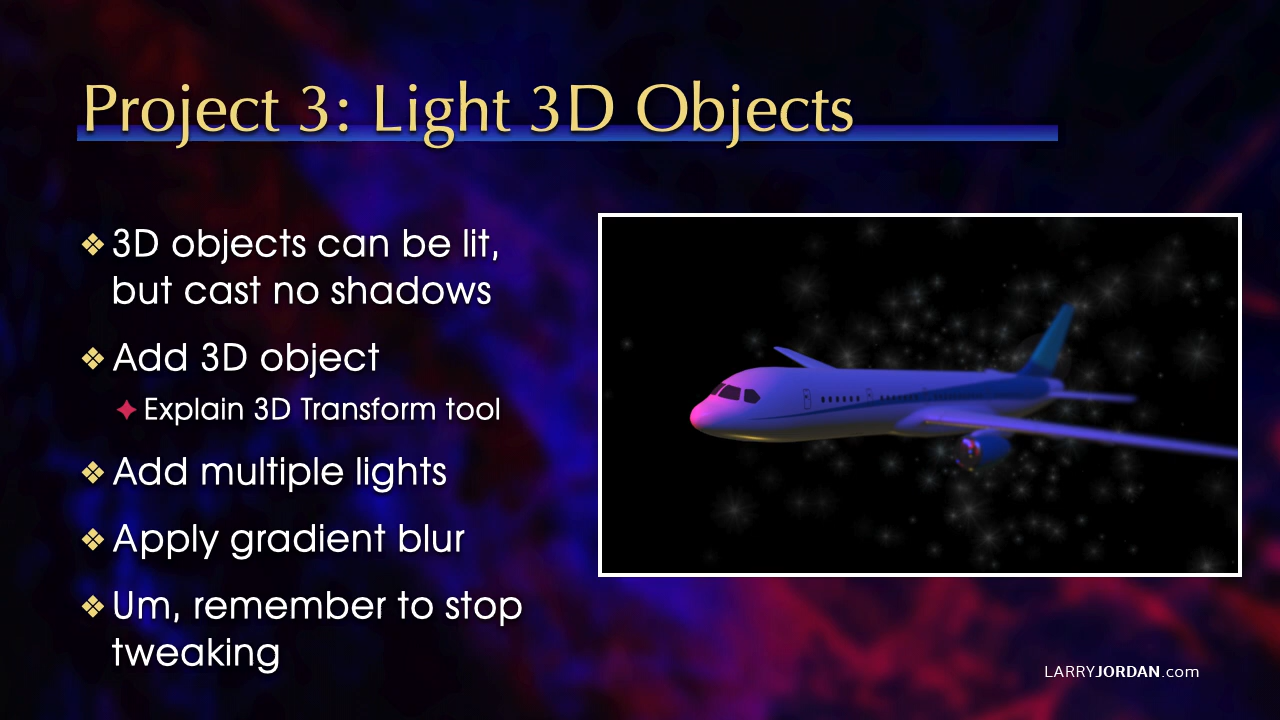 Project 3: Light 3D Objects
❖ 3D objects can be lit,
but cast no shadows
❖ Add 3D object
✦ Explain 3D Transform tool
❖ Add multiple lights
❖ Apply gradient blur
❖ Um, remember to stop
tweaking
LARRYJORDAN.com